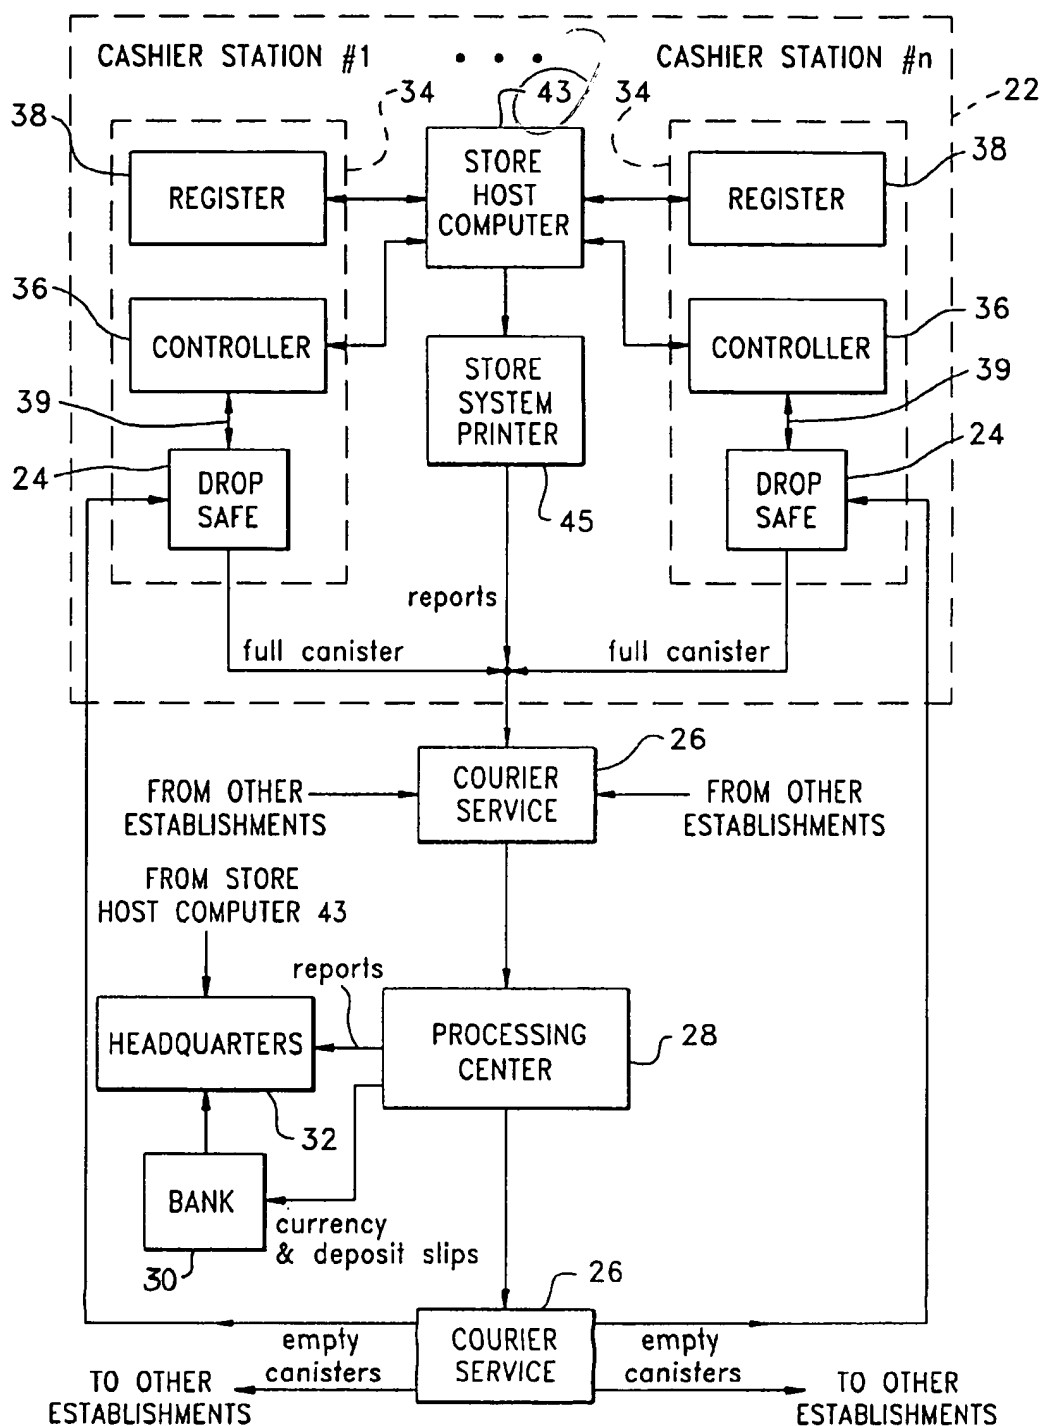 CASHIER STATION #1
• • •
CASHIER STATION #n
34
43
34
22
38
38
REGISTER
STORE
HOST
COMPUTER
REGISTER
36
36
CONTROLLER
STORE
SYSTEM
PRINTER
CONTROLLER
39
39
24
24
DROP
SAFE
45
DROP
SAFE
reports
full canister
full canister
26
COURIER
SERVICE
FROM OTHER
ESTABLISHMENTS
FROM OTHER
ESTABLISHMENTS
FROM STORE
HOST COMPUTER 43
reports
HEADQUARTERS
PROCESSING
CENTER
28
32
BANK
currency
& deposit slips
30
26
COURIER
SERVICE
empty
canisters
empty
canisters
TO OTHER
ESTABLISHMENTS
TO OTHER
ESTABLISHMENTS